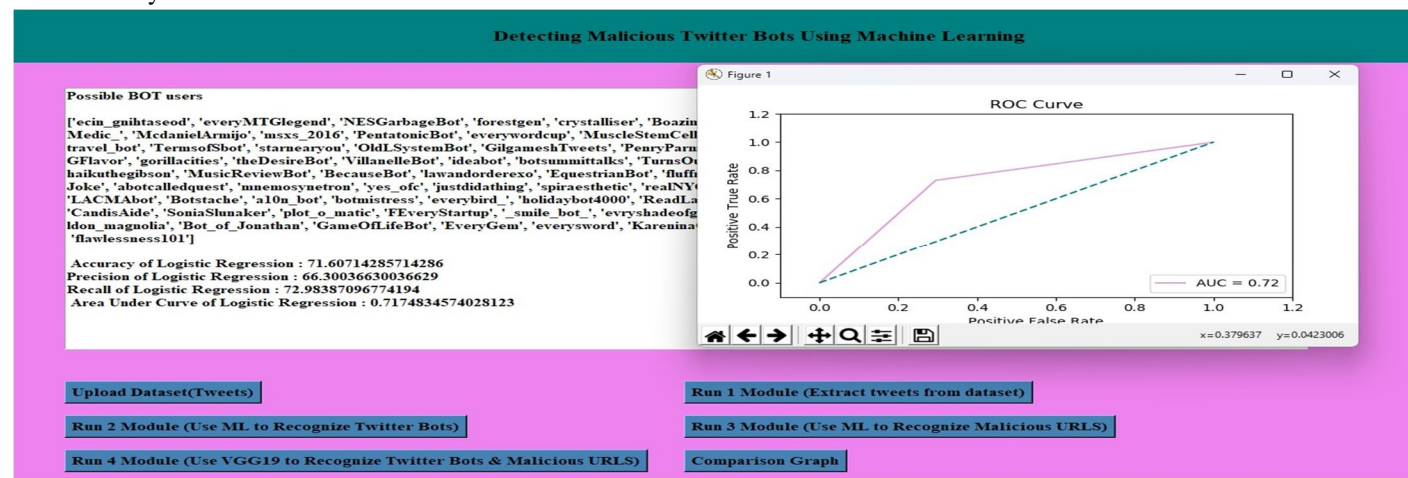 Detecting Malicious Twitter Bots Using Machine Learning
Possible BOT users
['ecin_gnihtaseod', 'everyMTGlegend', 'NESGarbageBot', 'forestgen', 'crystalliser',
Medic_', 'McdanielArmijo', 'msxs_2016', 'PentatonicBot', 'everywordcup',
travel_bot', 'TermsofSbot', 'starnearyou', 'OldLSystemBot', 'GilgameshTweets',
GFlavor', 'gorillacities', 'theDesireBot', 'VillanelleBot', 'ideabot', 'botsummittalks',
haikuthegibson', 'MusicReviewBot', 'BecauseBot', 'lawandorderexo', 'EquestrianBot',
Joke', 'abotcalledquest', 'mnemosynetron', 'yes_ofc', 'justdidathing', 'spiraesthetic',
'LACMAbot', 'Botstache', 'a10n_bot', 'botmistress', 'everybird_', 'holidaybot4000',
'CandisAide', 'SoniaSlunaker', 'plot_o_matic', 'FEveryStartup', '_smile_bot_',
ldon_magnolia', 'Bot_of_Jonathan', 'GameOfLifeBot', 'EveryGem', 'everysword',
'flawlessness101']
Accuracy of Logistic Regression : 71.60714285714286
Precision of Logistic Regression : 66.30036630036629
Recall of Logistic Regression : 72.98387096774194
Area Under Curve of Logistic Regression : 0.7174834574028123
Figure 1
ROC Curve
1.2
1.0
0.8
0.6
0.4
0.2
0.0
Positive True Rate
AUC = 0.72
0.0 0.2 0.4 0.6 0.8 1.0 1.2
Positive False Rate
x=0.379637 y=0.0423006
Upload Dataset(Tweets)
Run 1 Module (Extract tweets from dataset)
Run 2 Module (Use ML to Recognize Twitter Bots)
Run 3 Module (Use ML to Recognize Malicious URLS)
Run 4 Module (Use VGG19 to Recognize Twitter Bots & Malicious URLS)
Comparison Graph